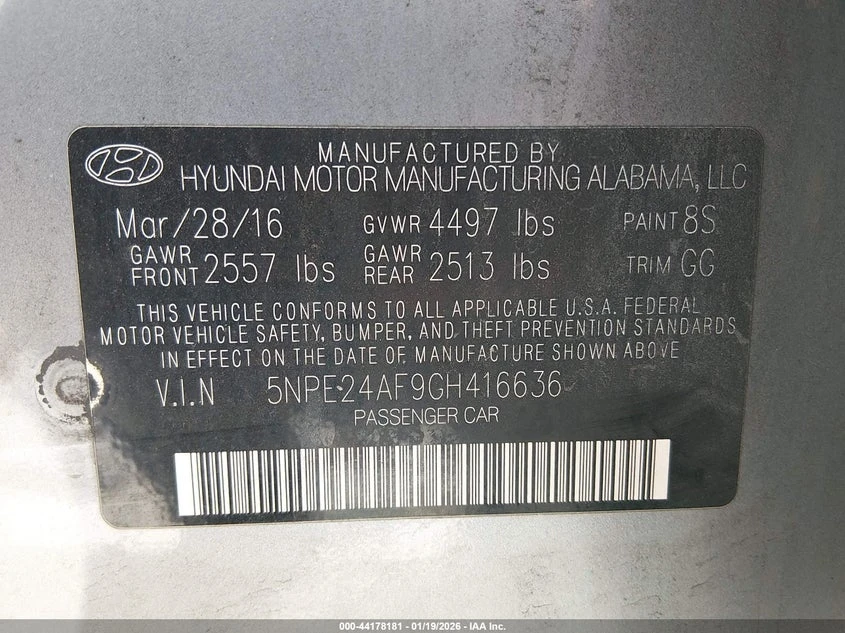 MANUFACTURED BY
HYUNDAI MOTOR MANUFACTURING ALABAMA, LLC
Mar/28/16 GVWR 4497 lbs PAINT 8S
GAWR FRONT 2557 lbs GAWR REAR 2513 lbs TRIM GG
THIS VEHICLE CONFORMS TO ALL APPLICABLE U.S.A. FEDERAL
MOTOR VEHICLE SAFETY, BUMPER, AND THEFT PREVENTION STANDARDS
IN EFFECT ON THE DATE OF MANUFACTURE SHOWN ABOVE
V.I.N 5NPE24AF9GH416636
PASSENGER CAR
000-44178181 - 01/19/2026 - IAA Inc.